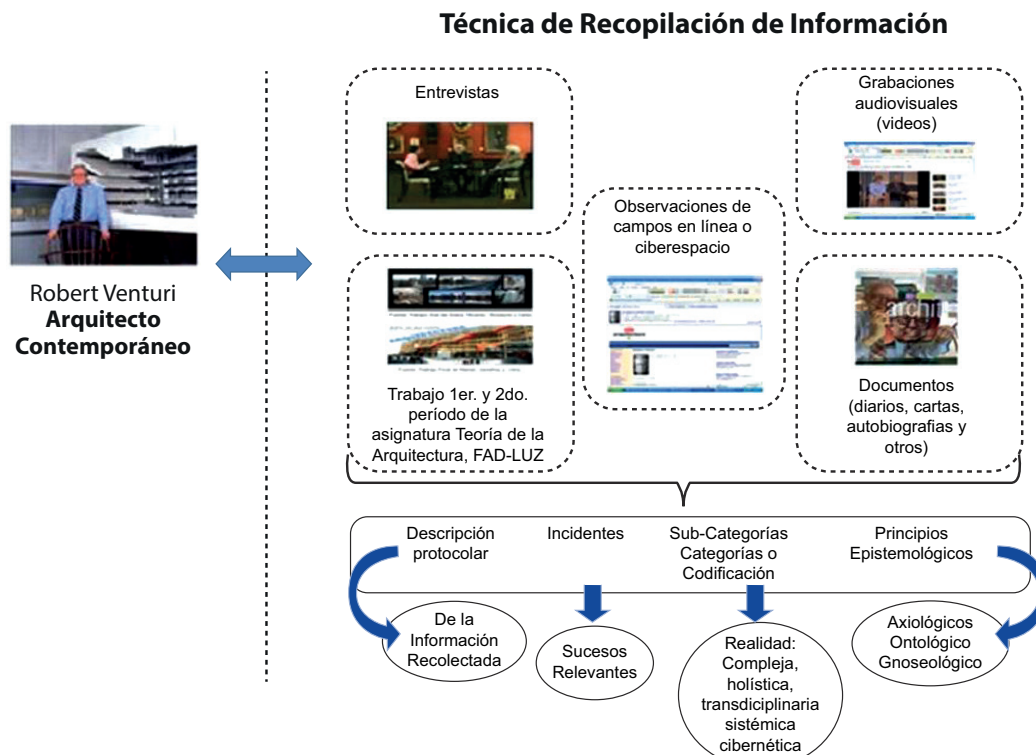 Técnica de Recopilación de Información
Robert Venturi
Arquitecto
Contemporáneo
Entrevistas
Trabajo 1er. y 2do.
período de la
asignatura Teoría de la
Arquitectura, FAD-LUZ
Observaciones de
campos en línea o
ciberespacio
Grabaciones
audiovisuales
(videos)
archi
Documentos
(diarios, cartas,
autobiografias y
otros)
Descripción
protocolar
Incidentes
Sub-Categorías
Categorías o
Codificación
Principios
Epistemológicos
De la
Información
Recolectada
Sucesos
Relevantes
Realidad:
Compleja,
holística,
transdiciplinaria
sistémica
cibernética
Axiológicos
Ontológico
Gnoseológico